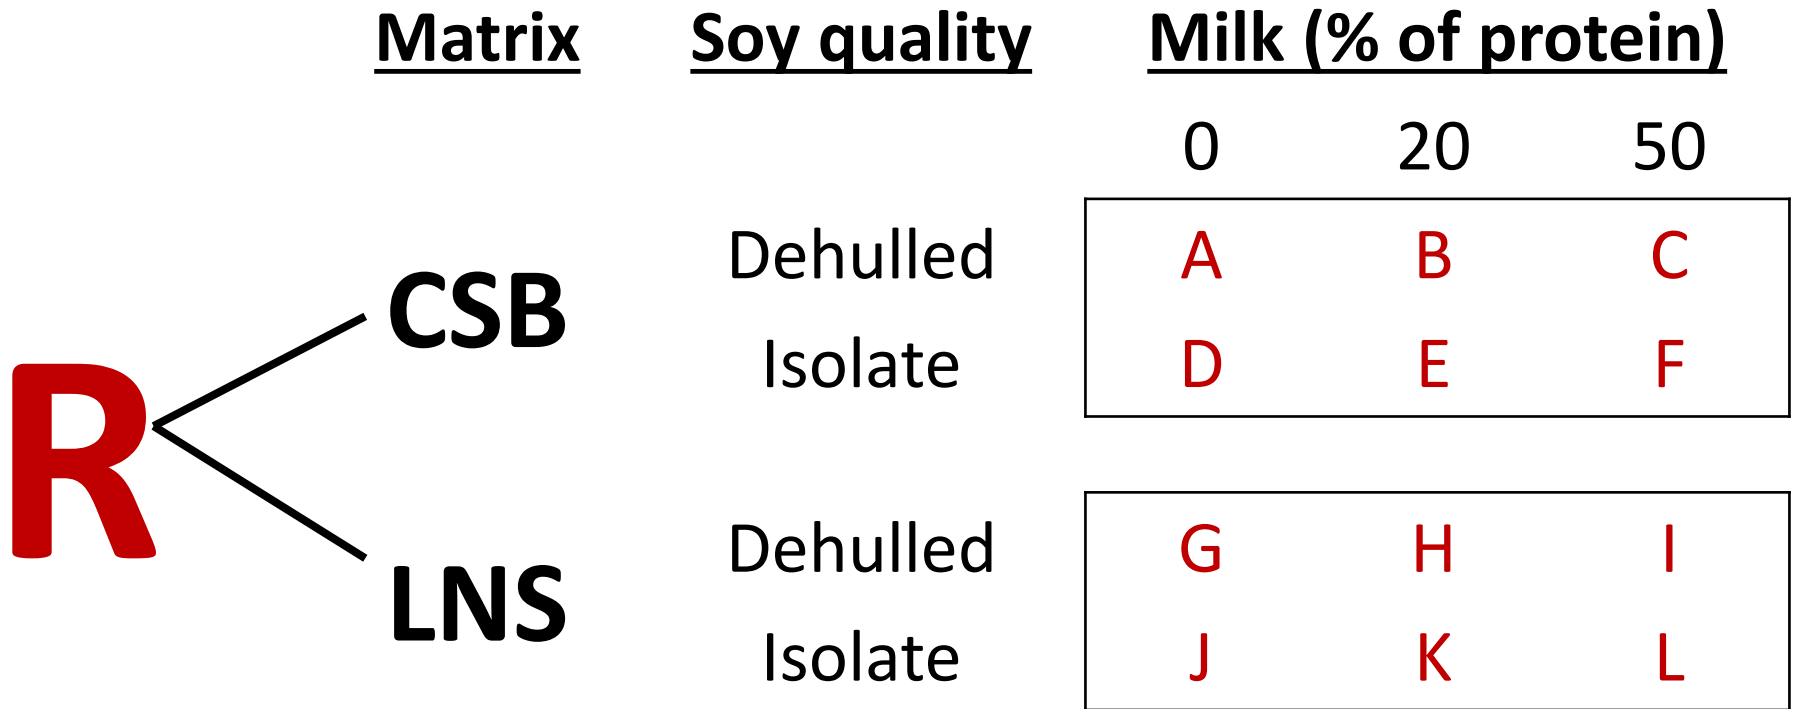 Matrix Soy quality Milk (% of protein)
0 20 50
Dehulled A B C
CSB
Isolate D E F
R
Dehulled G H I
LNS
Isolate J K L